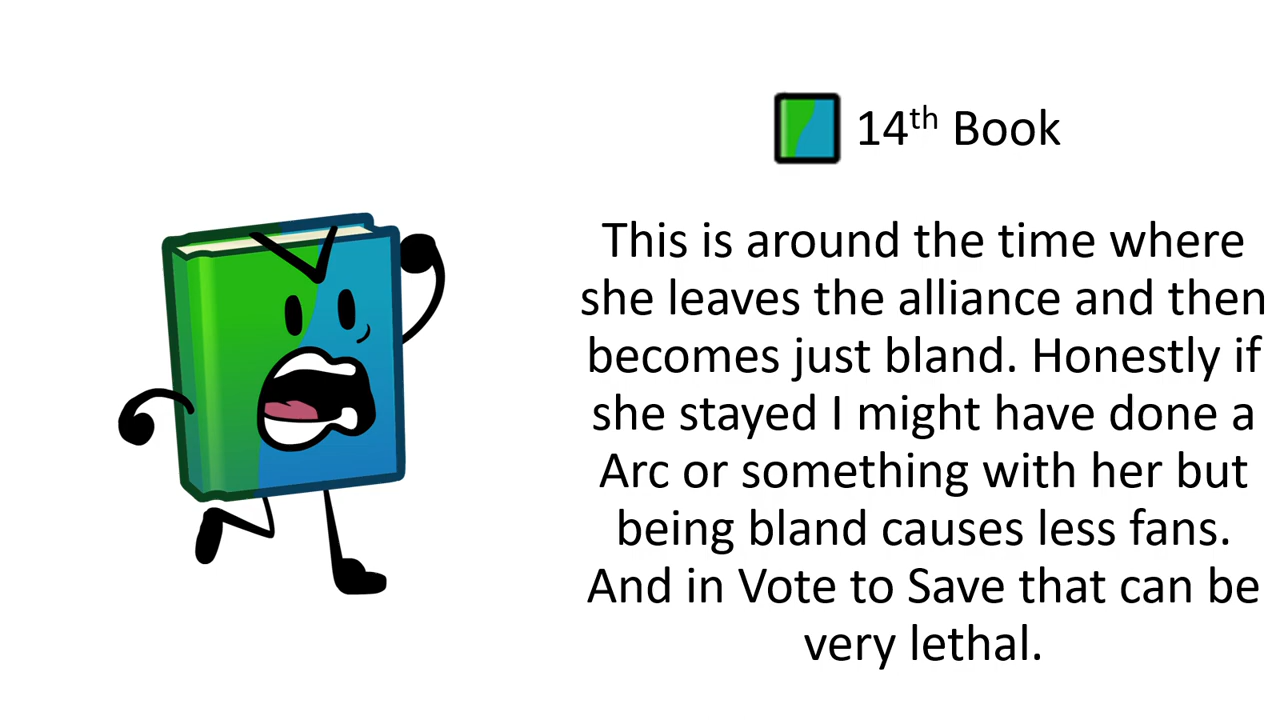 14th Book
This is around the time where
she leaves the alliance and then
becomes just bland. Honestly if
she stayed I might have done a
Arc or something with her but
being bland causes less fans.
And in Vote to Save that can be
very lethal.